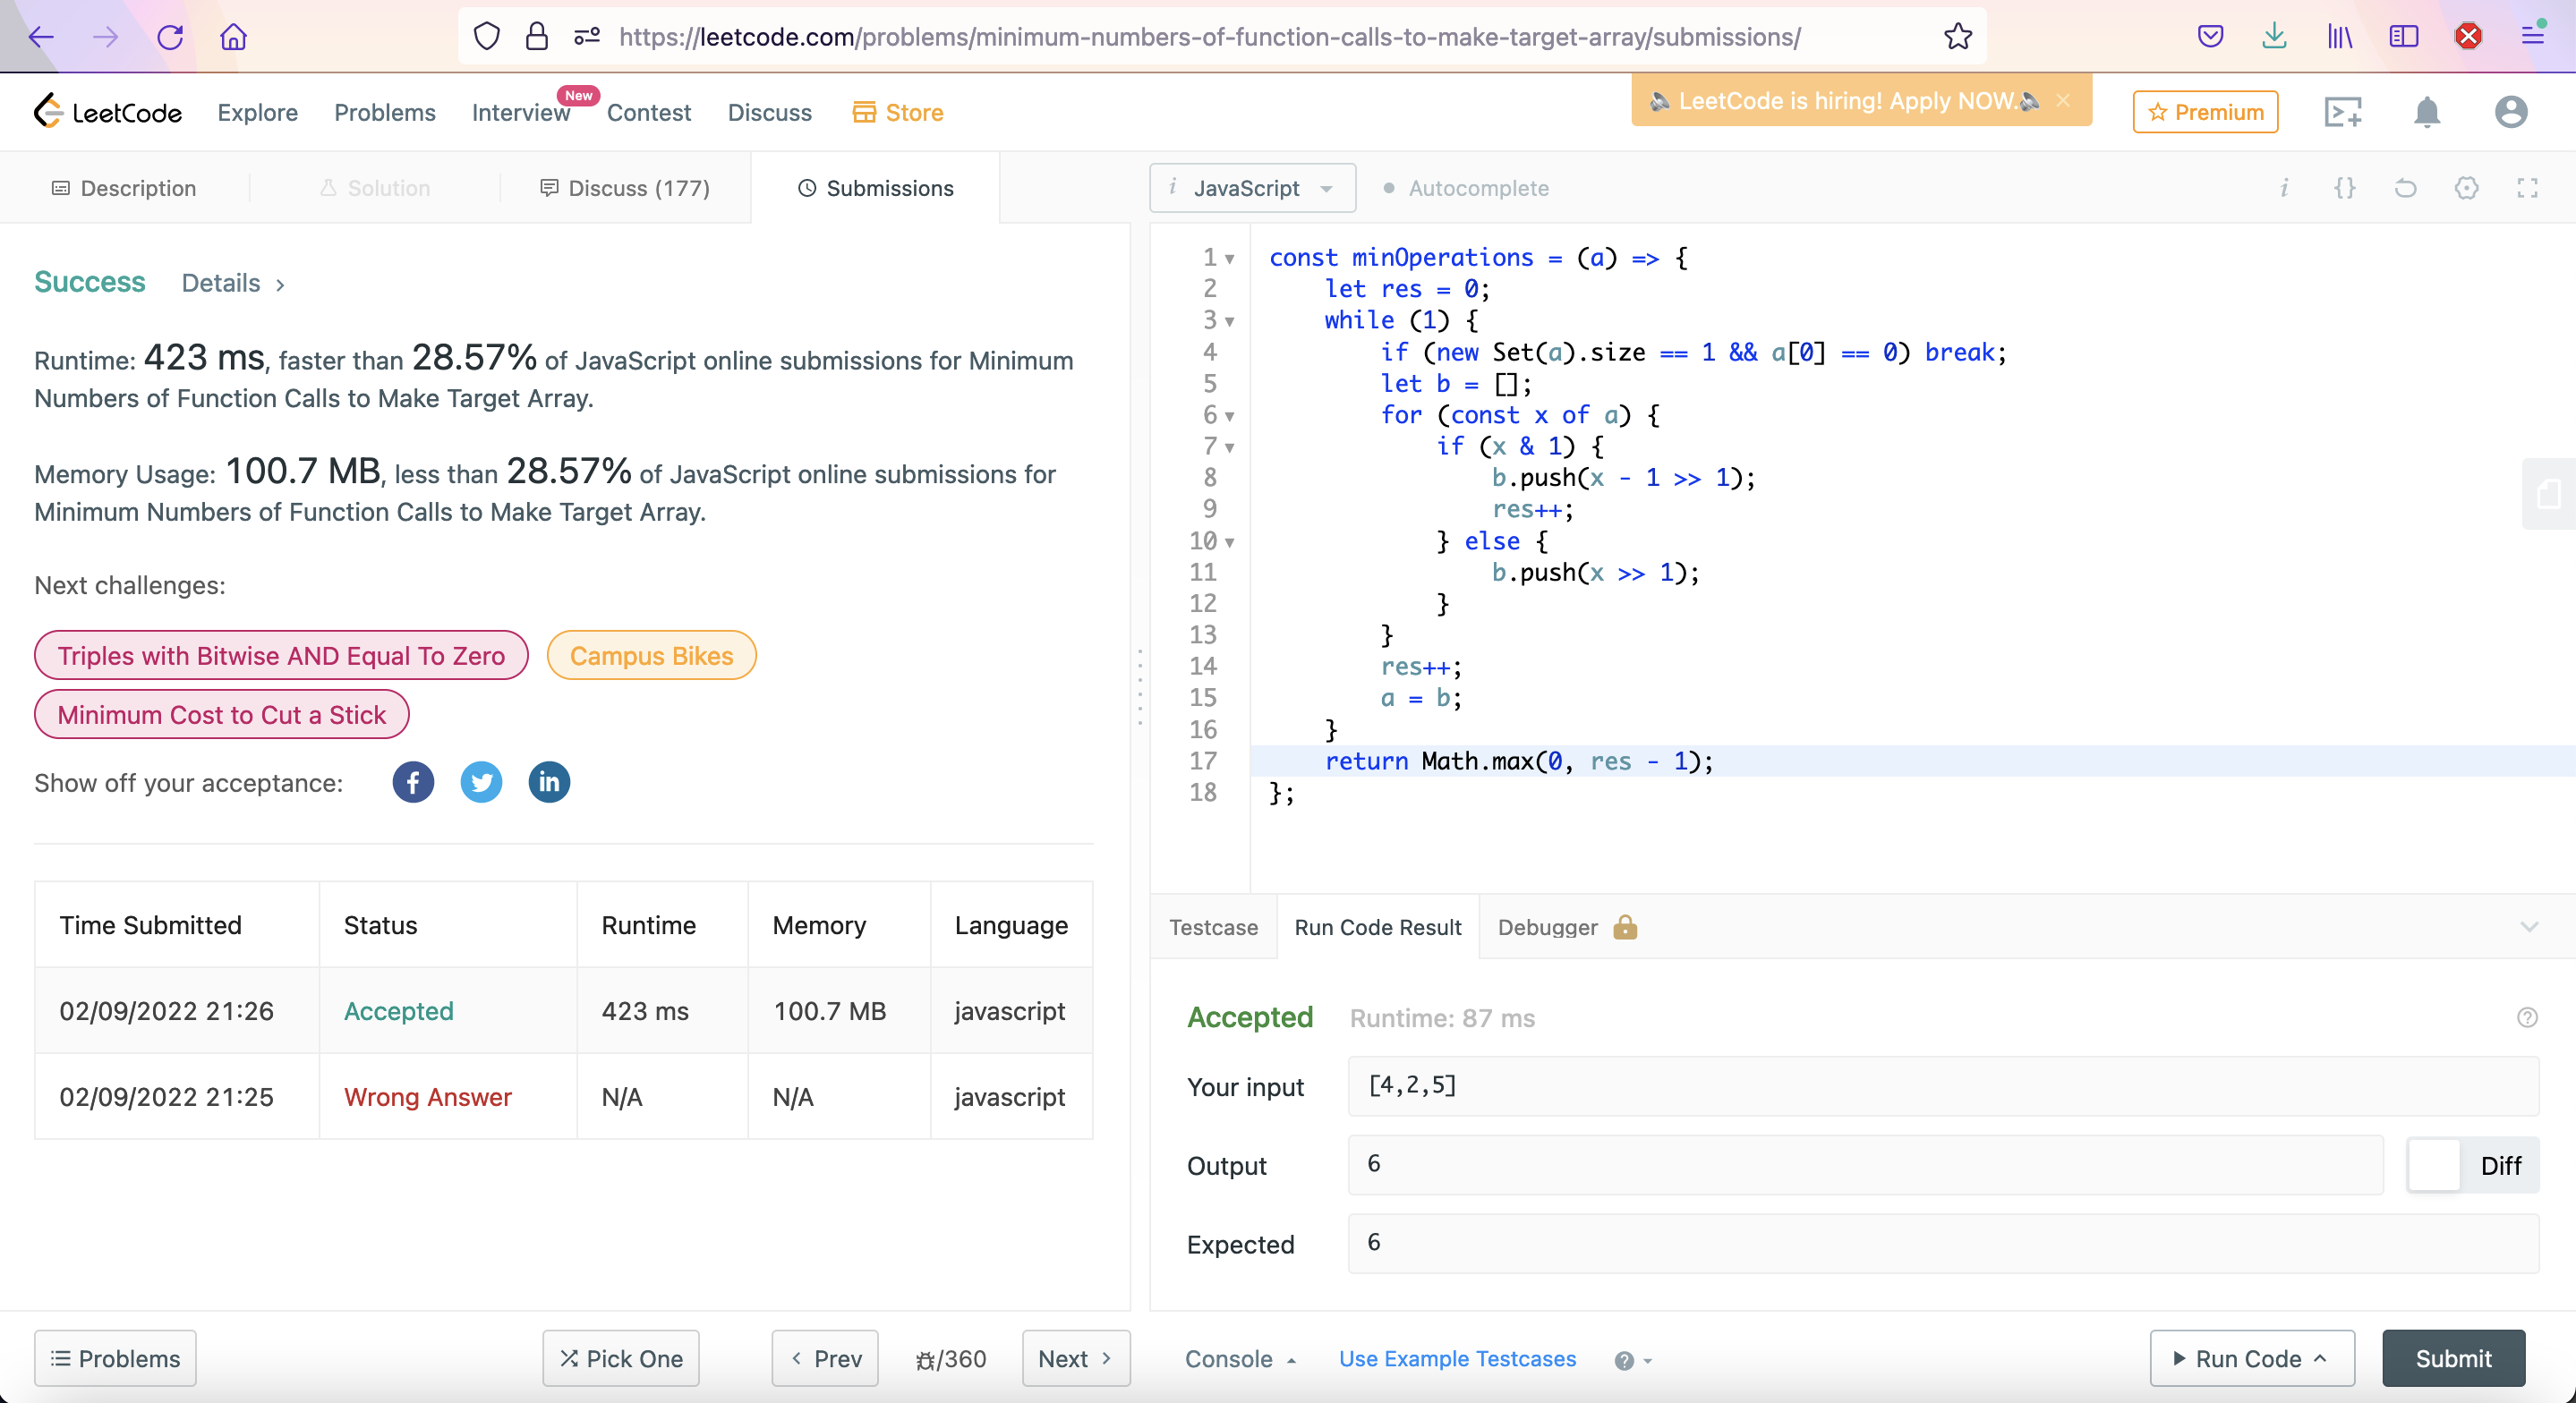 https://leetcode.com/problems/minimum-numbers-of-function-calls-to-make-target-array/submissions/
LeetCode Explore Problems Interview New Contest Discuss Store LeetCode is hiring! Apply NOW. × Premium
Description Solution Discuss (177) Submissions
i JavaScript Autocomplete i {}
Success Details ›
Runtime: 423 ms, faster than 28.57% of JavaScript online submissions for Minimum
Numbers of Function Calls to Make Target Array.
Memory Usage: 100.7 MB, less than 28.57% of JavaScript online submissions for
Minimum Numbers of Function Calls to Make Target Array.
Next challenges:
Triples with Bitwise AND Equal To Zero Campus Bikes
Minimum Cost to Cut a Stick
Show off your acceptance:
Time Submitted Status Runtime Memory Language
02/09/2022 21:26 Accepted 423 ms 100.7 MB javascript
02/09/2022 21:25 Wrong Answer N/A N/A javascript
1 const minOperations = (a) => {
2 let res = 0;
3 while (1) {
4 if (new Set(a).size == 1 && a[0] == 0) break;
5 let b = [];
6 for (const x of a) {
7 if (x & 1) {
8 b.push(x - 1 >> 1);
9 res++;
10 } else {
11 b.push(x >> 1);
12 }
13 }
14 res++;
15 a = b;
16 }
17 return Math.max(0, res - 1);
18 };
Testcase Run Code Result Debugger
Accepted Runtime: 87 ms
Your input [4,2,5]
Output 6 Diff
Expected 6
Problems Pick One ‹ Prev /360 Next › Console Use Example Testcases Run Code Submit